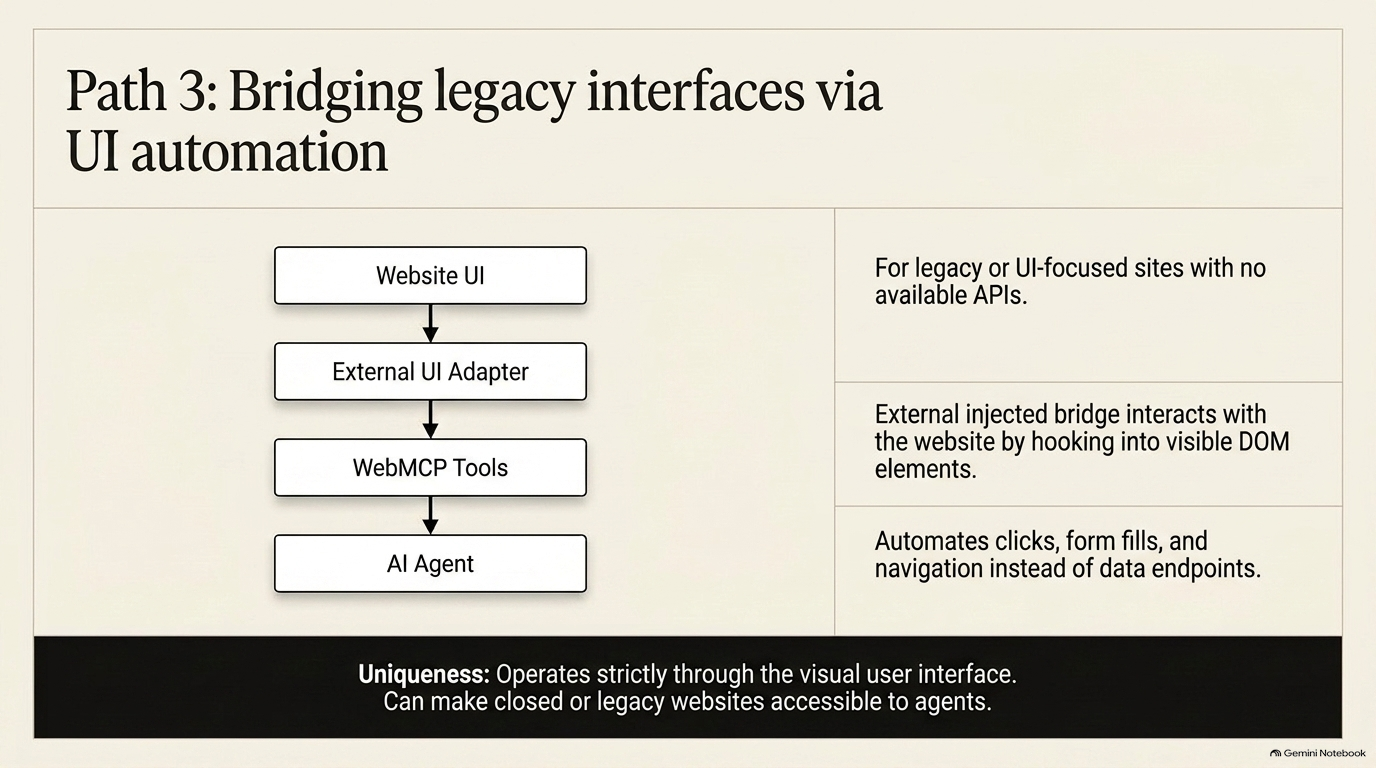 Path 3: Bridging legacy interfaces via
UI automation
Website UI
External UI Adapter
WebMCP Tools
AI Agent
For legacy or UI-focused sites with no
available APIs.
External injected bridge interacts with
the website by hooking into visible DOM
elements.
Automates clicks, form fills, and
navigation instead of data endpoints.
Uniqueness: Operates strictly through the visual user interface.
Can make closed or legacy websites accessible to agents.
Gemini Notebook